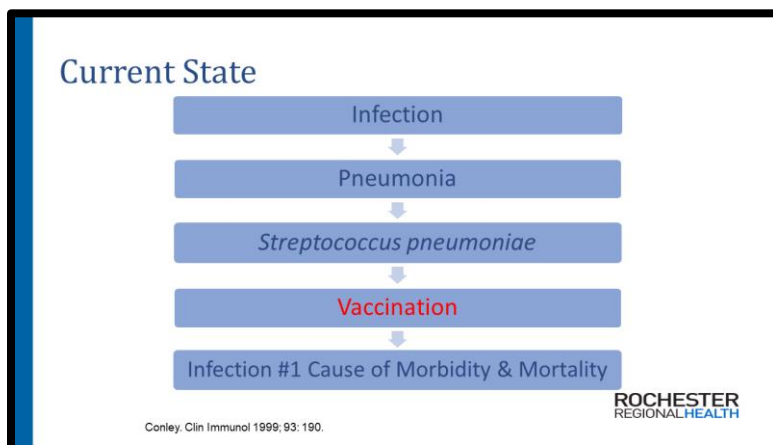 Current State
Infection
Pneumonia
Streptococcus pneumoniae
Vaccination
Infection #1 Cause of Morbidity & Mortality
ROCHESTER
REGIONALHEALTH
Conley. Clin Immunol 1999; 93: 190.